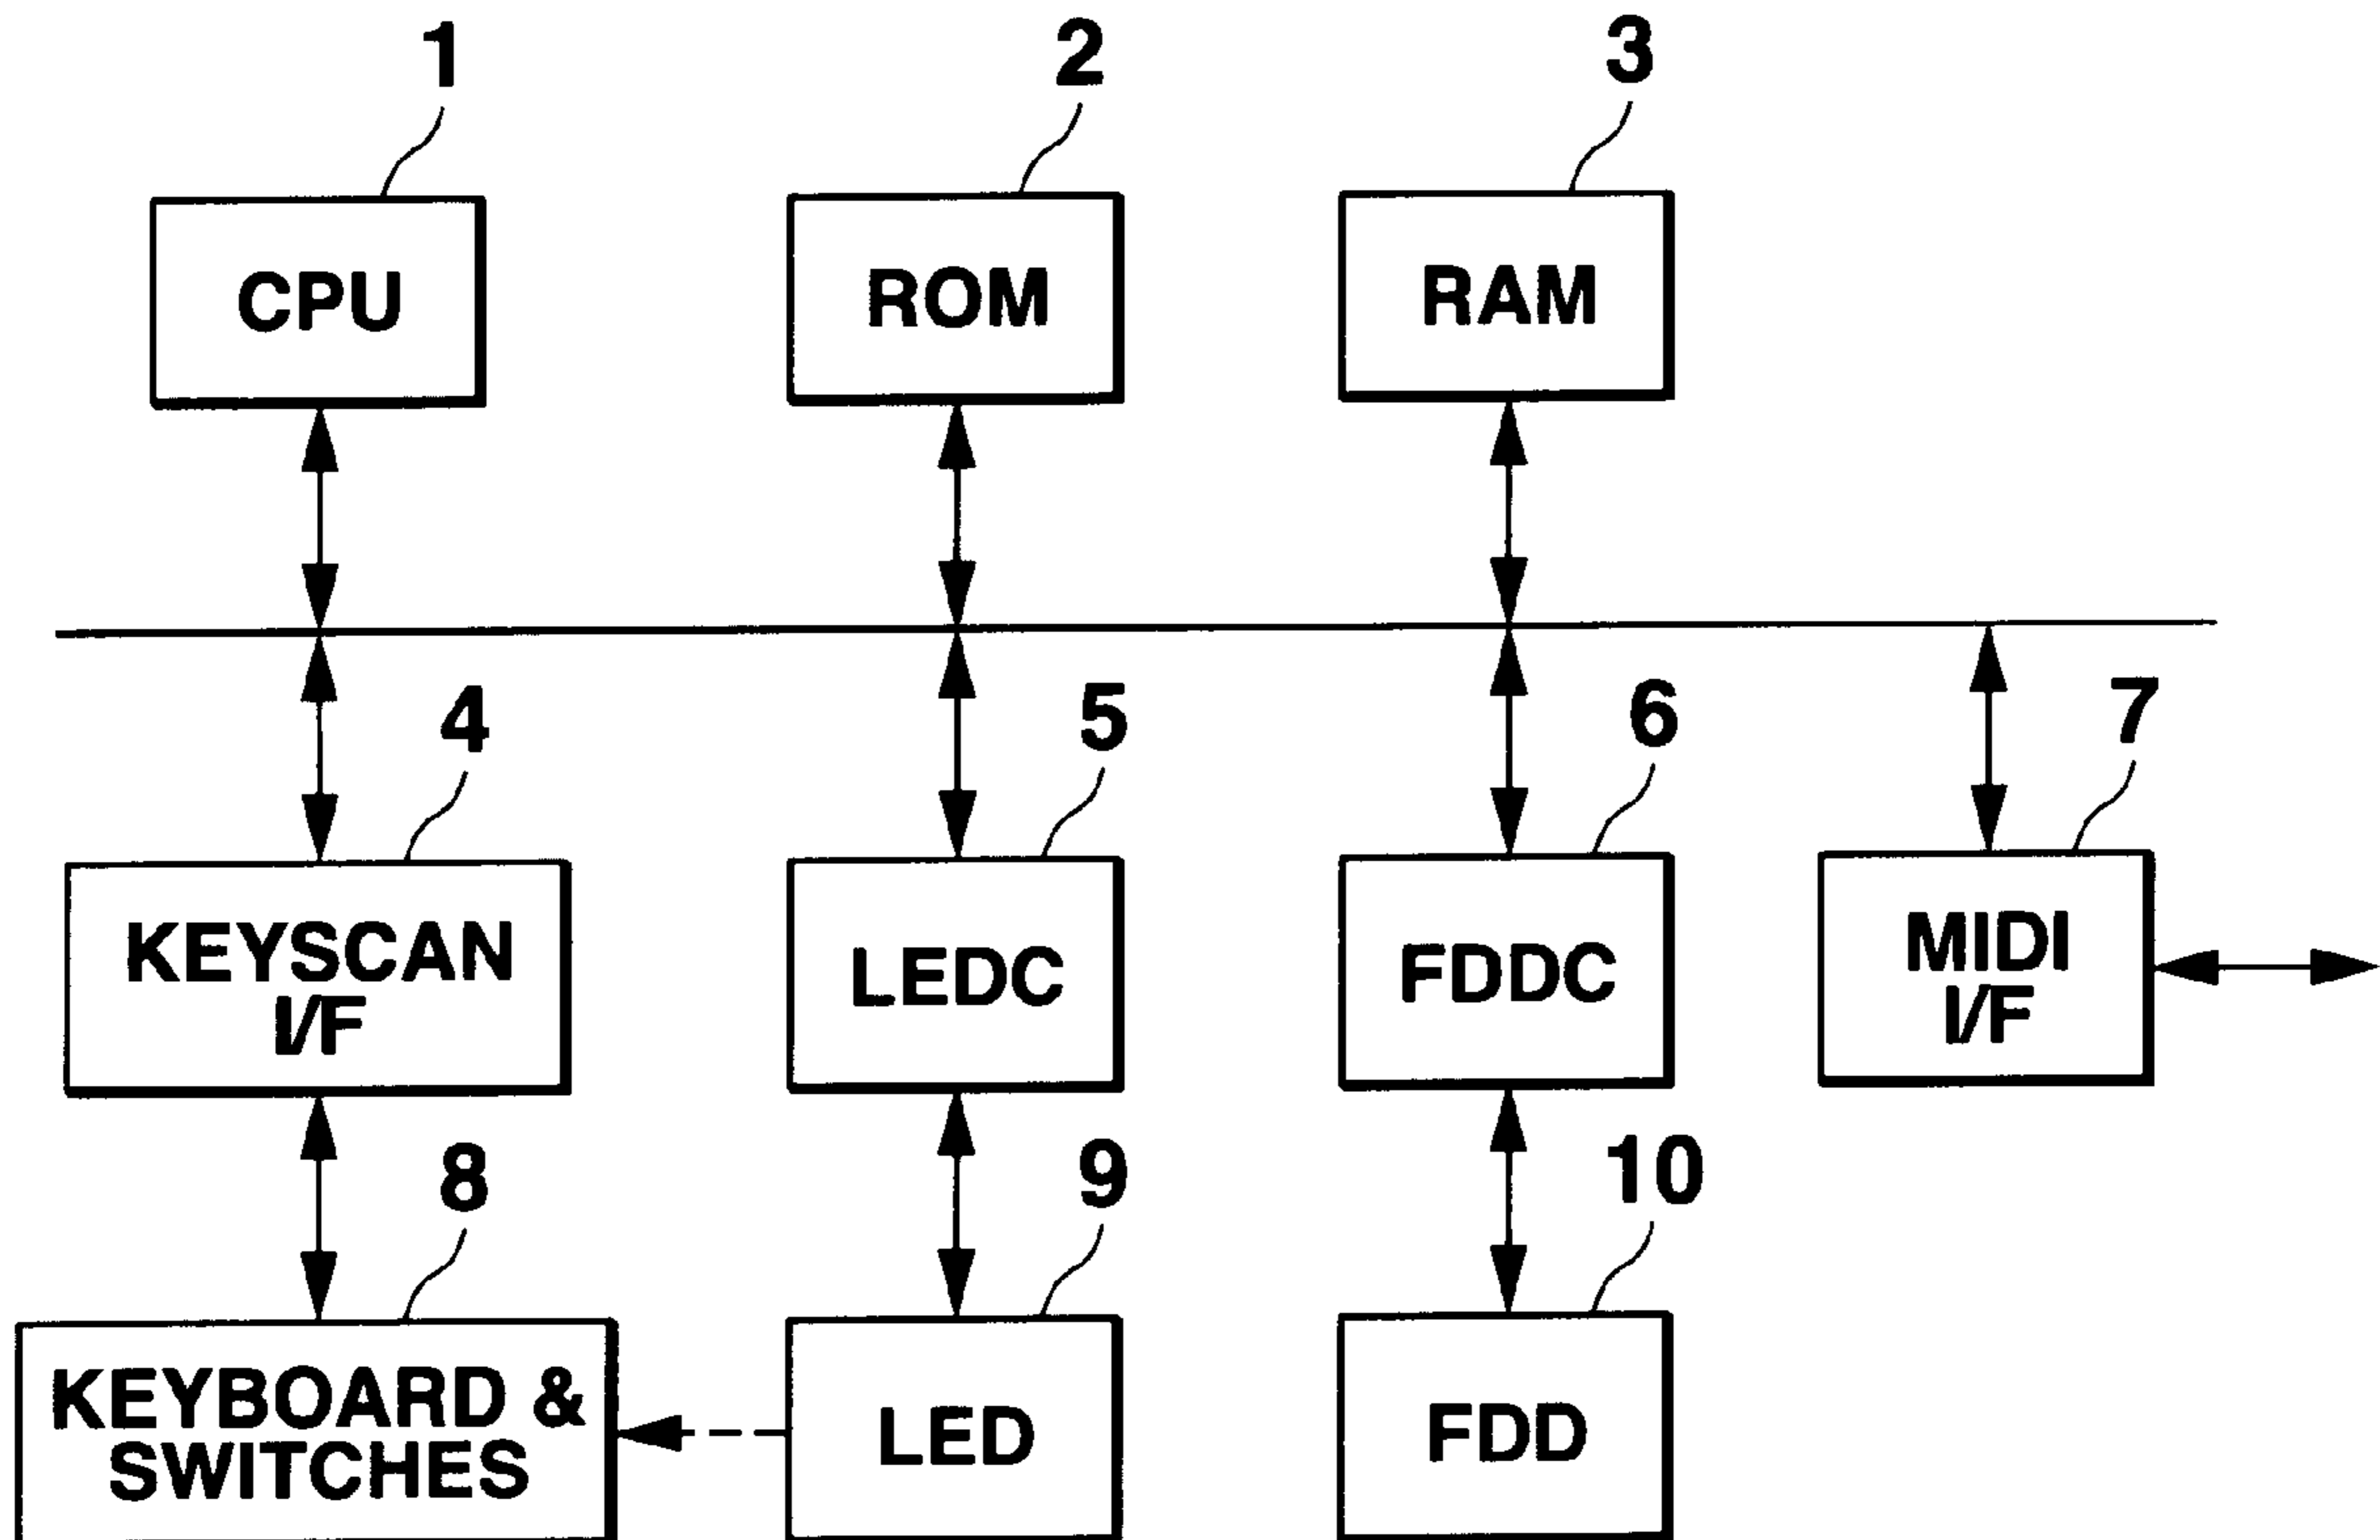 1
2
3
CPU
ROM
RAM
4
5
6
7
KEYSCAN
I/F
LEDC
FDDC
MIDI
I/F
8
9
10
KEYBOARD &
SWITCHES
LED
FDD